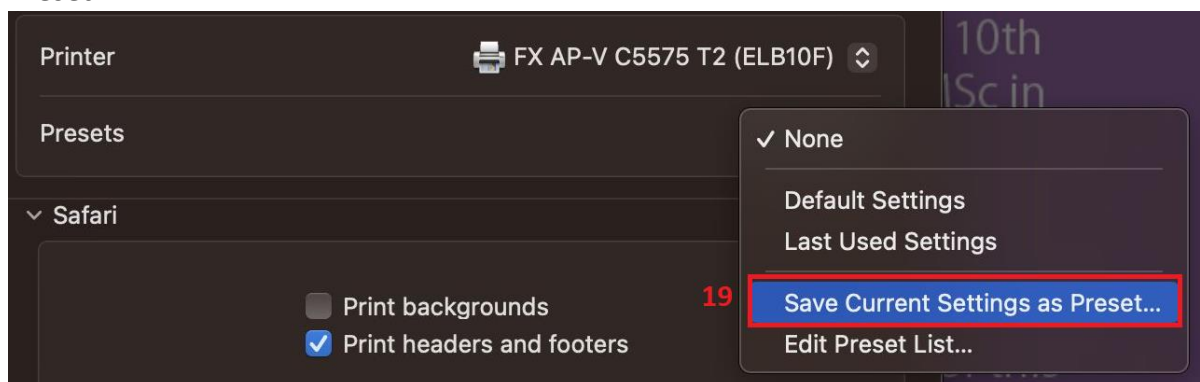 Printer
FX AP-V C5575 T2 (ELB10F)
10th
MSc in
Presets
✓ None
Default Settings
Last Used Settings
Safari
19
Save Current Settings as Preset...
Print backgrounds
Print headers and footers
Edit Preset List...